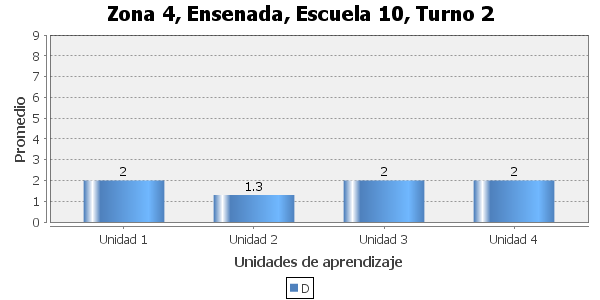 Zona 4, Ensenada, Escuela 10, Turno 2
Promedio
9
8
7
6
5
4
3
2
1
0
2
1.3
2
2
Unidad 1
Unidad 2
Unidad 3
Unidad 4
Unidades de aprendizaje
D